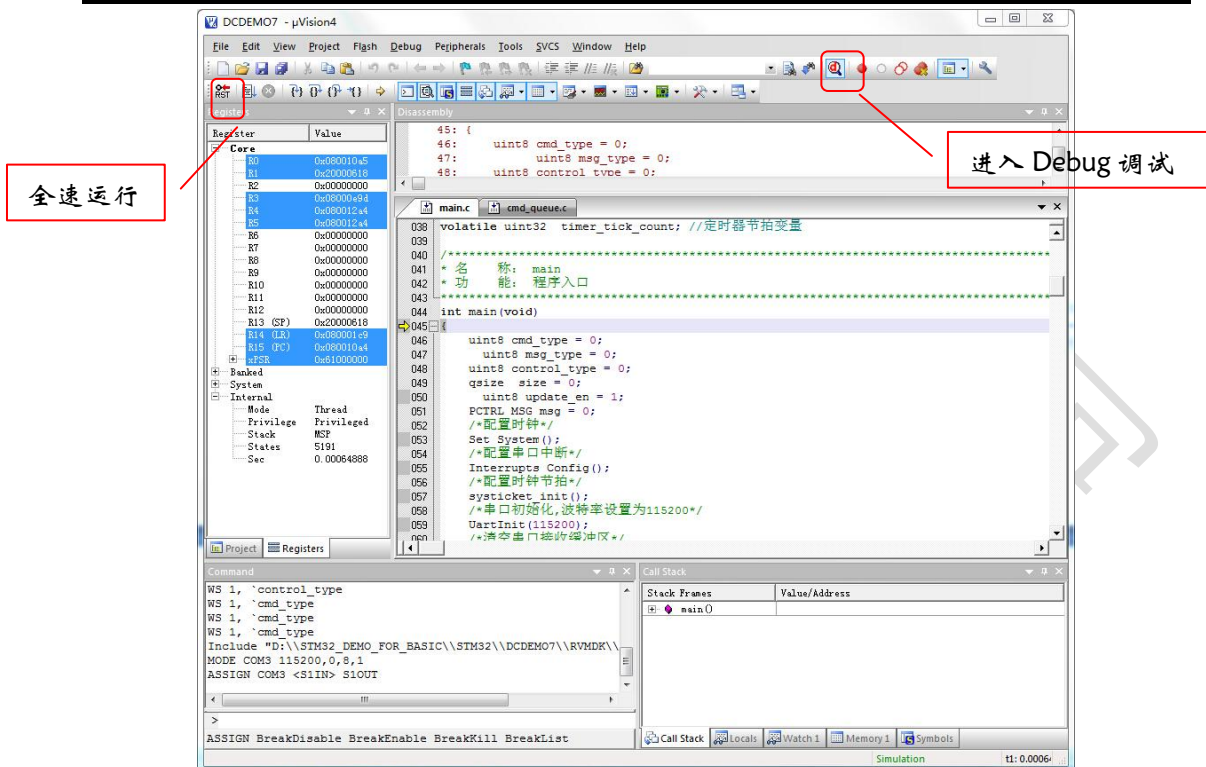 DCDEMO7 - µVision4
File Edit View Project Flash Debug Peripherals Tools SVCS Window Help
RST
Registers
Disassembly
Register Value
Core
R0 0x080010a5
R1 0x20000618
R2 0x00000000
R3 0x08000e9d
R4 0x080012a4
R5 0x080012a4
R6 0x00000000
R7 0x00000000
R8 0x00000000
R9 0x00000000
R10 0x00000000
R11 0x00000000
R12 0x00000000
R13 (SP) 0x20000618
R14 (LR) 0x080001c9
R15 (PC) 0x080010a4
xPSR 0x61000000
Banked
System
Internal
Mode Thread
Privilege Privileged
Stack MSP
States 5191
Sec 0.00064888
Project Registers
45: {
46: uint8 cmd_type = 0;
47: uint8 msg_type = 0;
48: uint8 control_type = 0;
main.c cmd_queue.c
038 volatile uint32 timer_tick_count; //定时器节拍变量
039
040 /*****************************************************************************
041 * 名 称: main
042 * 功 能: 程序入口
043 *****************************************************************************
044 int main(void)
045 {
046 uint8 cmd_type = 0;
047 uint8 msg_type = 0;
048 uint8 control_type = 0;
049 qsize size = 0;
050 uint8 update_en = 1;
051 PCTRL_MSG msg = 0;
052 /*配置时钟*/
053 Set_System();
054 /*配置串口中断*/
055 Interrupts_Config();
056 /*配置时钟节拍*/
057 systicket_init();
058 /*串口初始化,波特率设置为115200*/
059 UartInit(115200);
060 /*清空串口接收缓冲区*/
全速运行
进入 Debug 调试
Command
WS 1, `control_type
WS 1, `cmd_type
WS 1, `cmd_type
WS 1, `cmd_type
Include "D:\\STM32_DEMO_FOR_BASIC\\STM32\\DCDEMO7\\RVMDK\\
MODE COM3 115200,0,8,1
ASSIGN COM3 <S1IN> S1OUT
>
ASSIGN BreakDisable BreakEnable BreakKill BreakList
Call Stack
Stack Frames Value/Address
main()
Call Stack Locals Watch 1 Memory 1 Symbols
Simulation t1: 0.0006